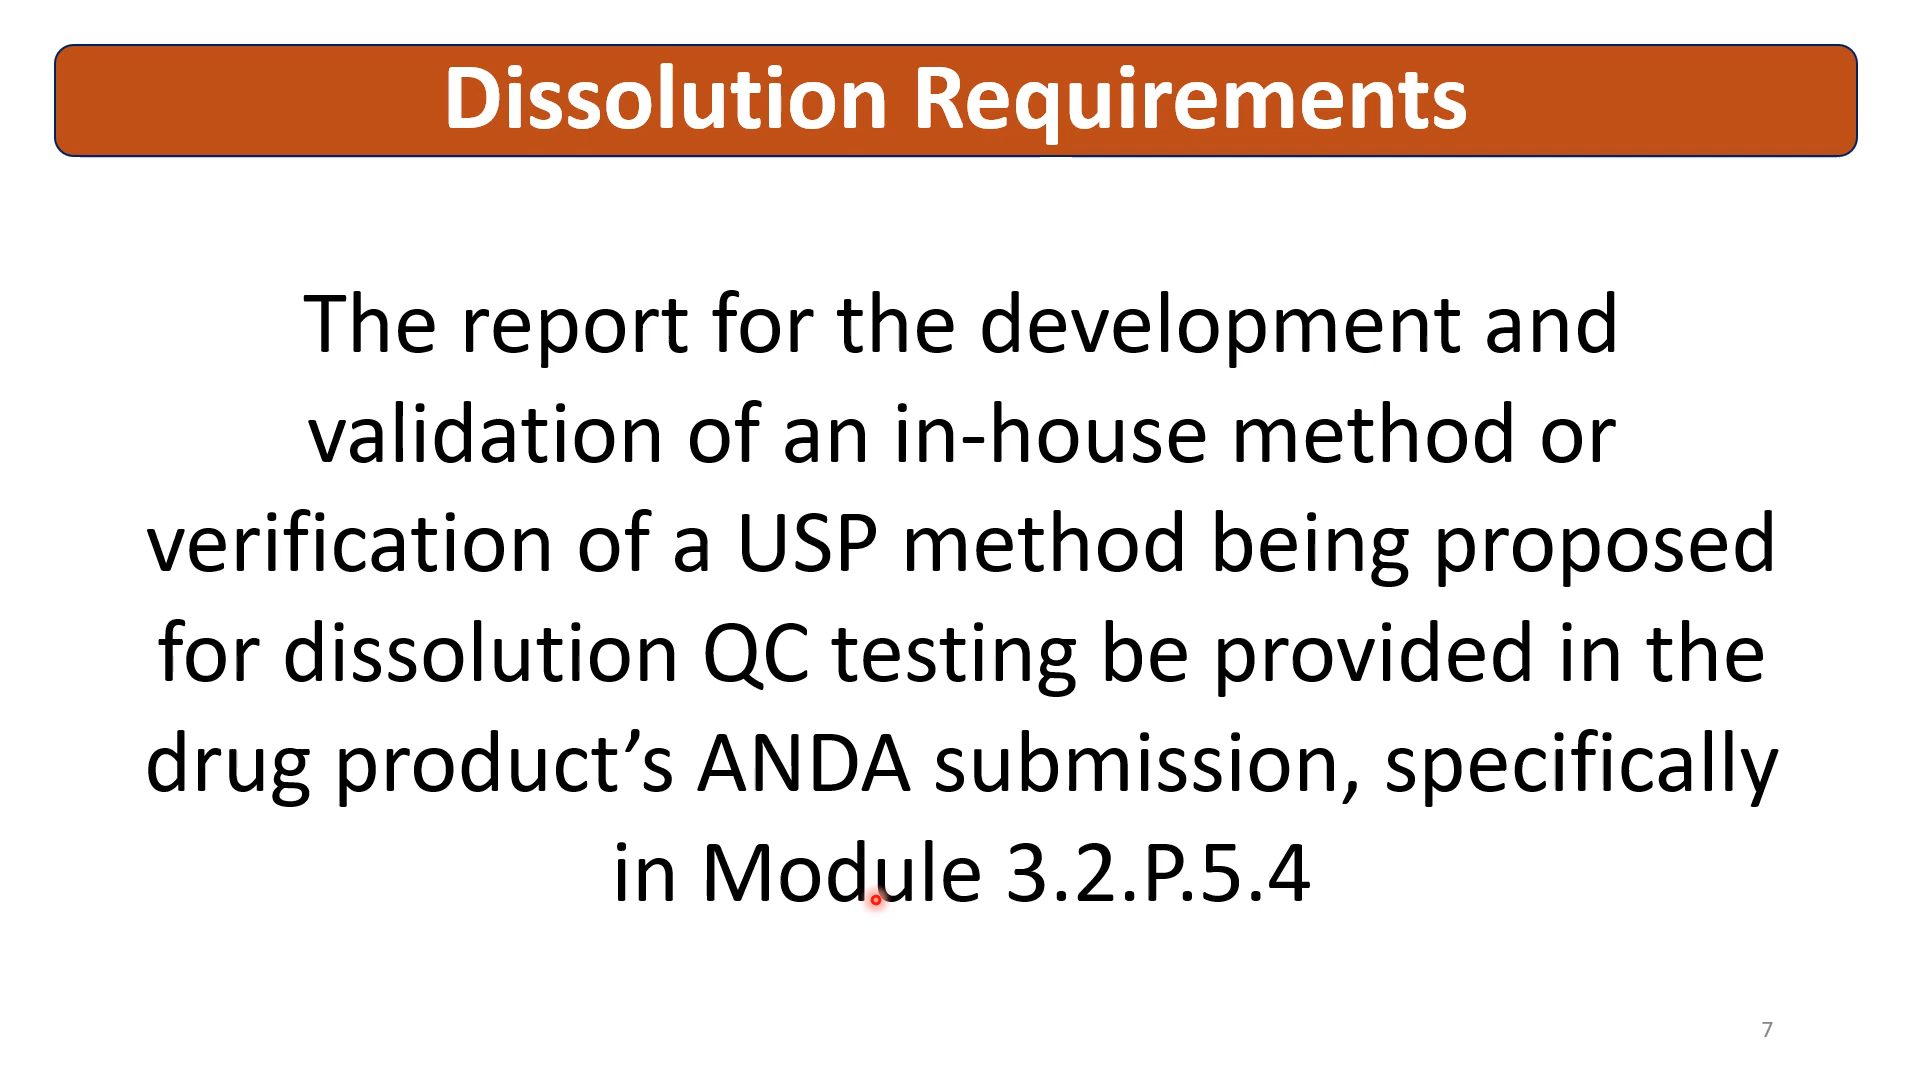 Dissolution Requirements
The report for the development and
validation of an in-house method or
verification of a USP method being proposed
for dissolution QC testing be provided in the
drug product’s ANDA submission, specifically
in Module 3.2.P.5.4
7